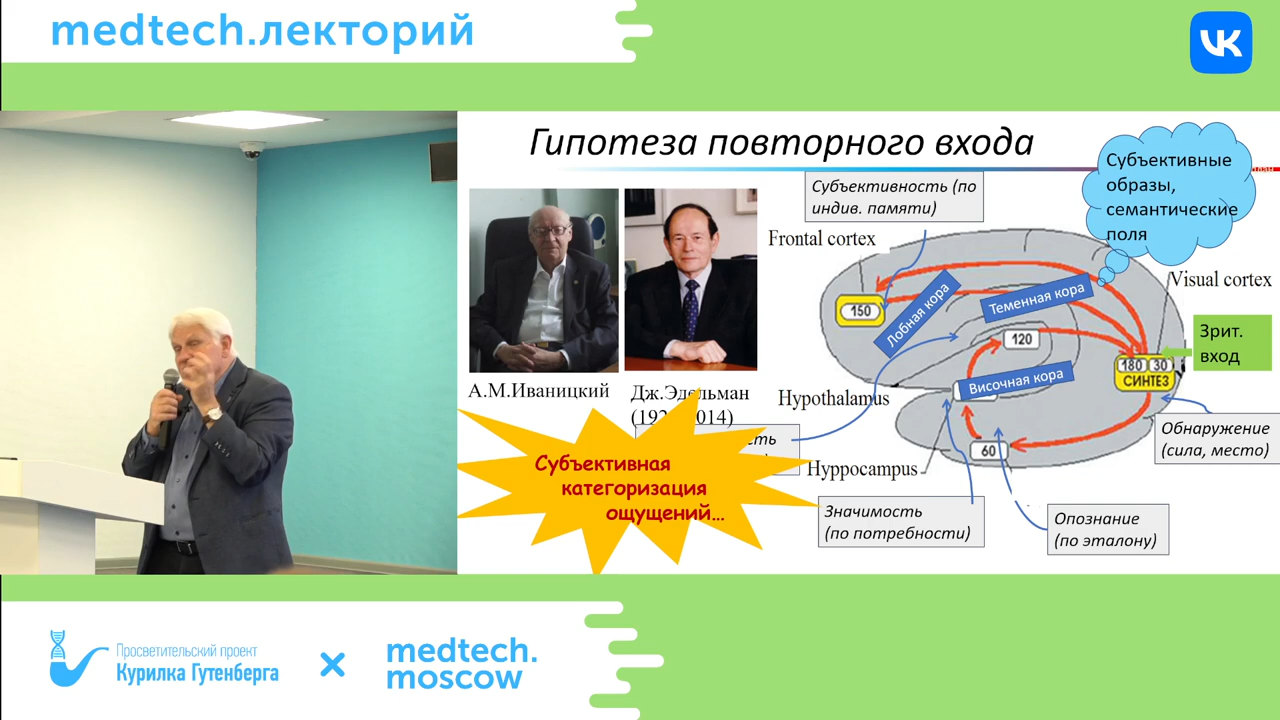 medtech.лекторий
Гипотеза повторного входа
Субъективные
образы,
семантические
поля
Субъективность (по
индив. памяти)
Frontal cortex
Visual cortex
150
Лобная кора
Теменная кора
120
Зрит.
вход
180 30
СИНТЕЗ
Височная кора
А.М.Иваницкий
Hypothalamus
60
Обнаружение
(сила, место)
Hyppocampus
Субъективная
категоризация
ощущений...
Значимость
(по потребности)
Опознание
(по эталону)
Просветительский проект
Курилка Гутенберга
×
medtech.
moscow